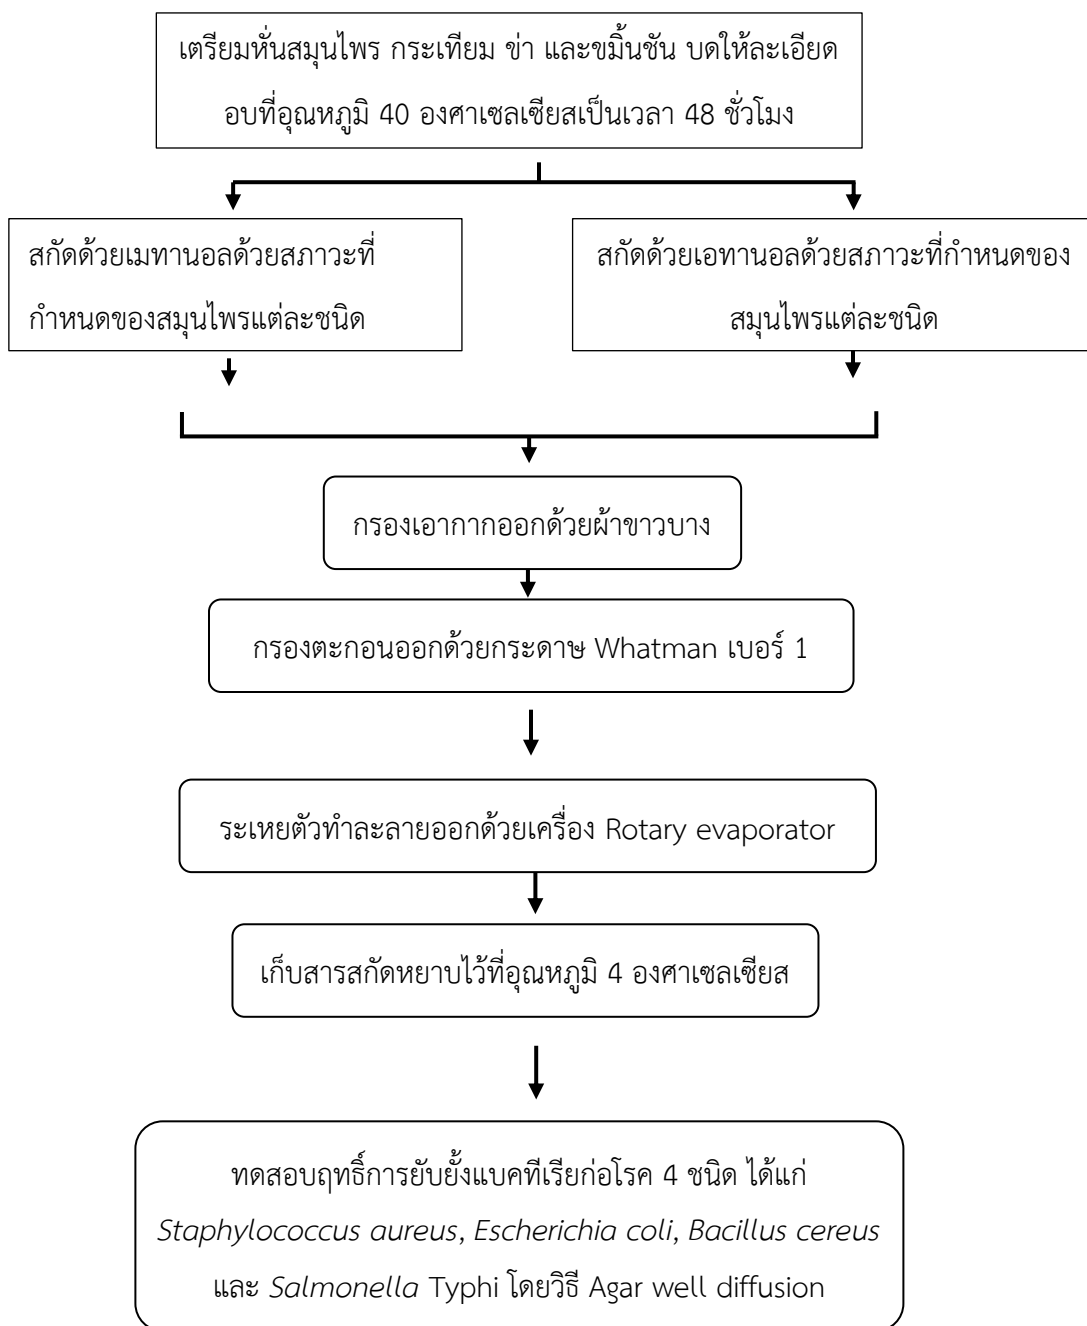 เตรียมหั่นสมุนไพร กระเทียม ข่า และขมิ้นชัน บดให้ละเอียด
อบที่อุณหภูมิ 40 องศาเซลเซียสเป็นเวลา 48 ชั่วโมง
สกัดด้วยเมทานอลด้วยสภาวะที่
กำหนดของสมุนไพรแต่ละชนิด
สกัดด้วยเอทานอลด้วยสภาวะที่กำหนดของ
สมุนไพรแต่ละชนิด
กรองเอากากออกด้วยผ้าขาวบาง
กรองตะกอนออกด้วยกระดาษ Whatman เบอร์ 1
ระเหยตัวทำละลายออกด้วยเครื่อง Rotary evaporator
เก็บสารสกัดหยาบไว้ที่อุณหภูมิ 4 องศาเซลเซียส
ทดสอบฤทธิ์การยับยั้งแบคทีเรียก่อโรค 4 ชนิด ได้แก่
Staphylococcus aureus, Escherichia coli, Bacillus cereus
และ Salmonella Typhi โดยวิธี Agar well diffusion